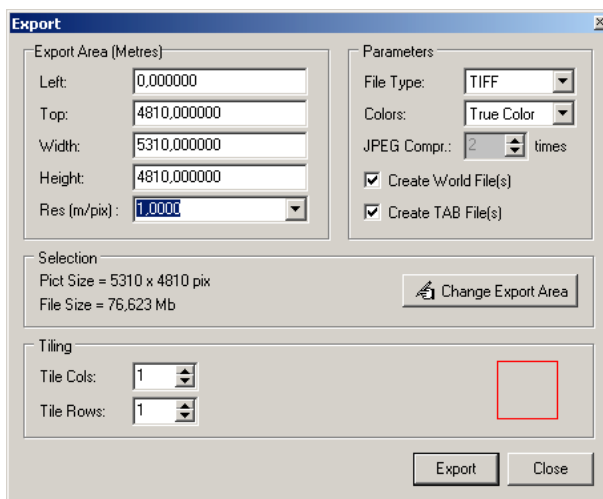 Export
Export Area (Metres)
Left: 0,000000
Top: 4810,000000
Width: 5310,000000
Height: 4810,000000
Res (m/pix) : 1,0000
Parameters
File Type: TIFF
Colors: True Color
JPEG Compr.: 2 times
Create World File(s)
Create TAB File(s)
Selection
Pict Size = 5310 x 4810 pix
File Size = 76,623 Mb
Change Export Area
Tiling
Tile Cols: 1
Tile Rows: 1
Export Close